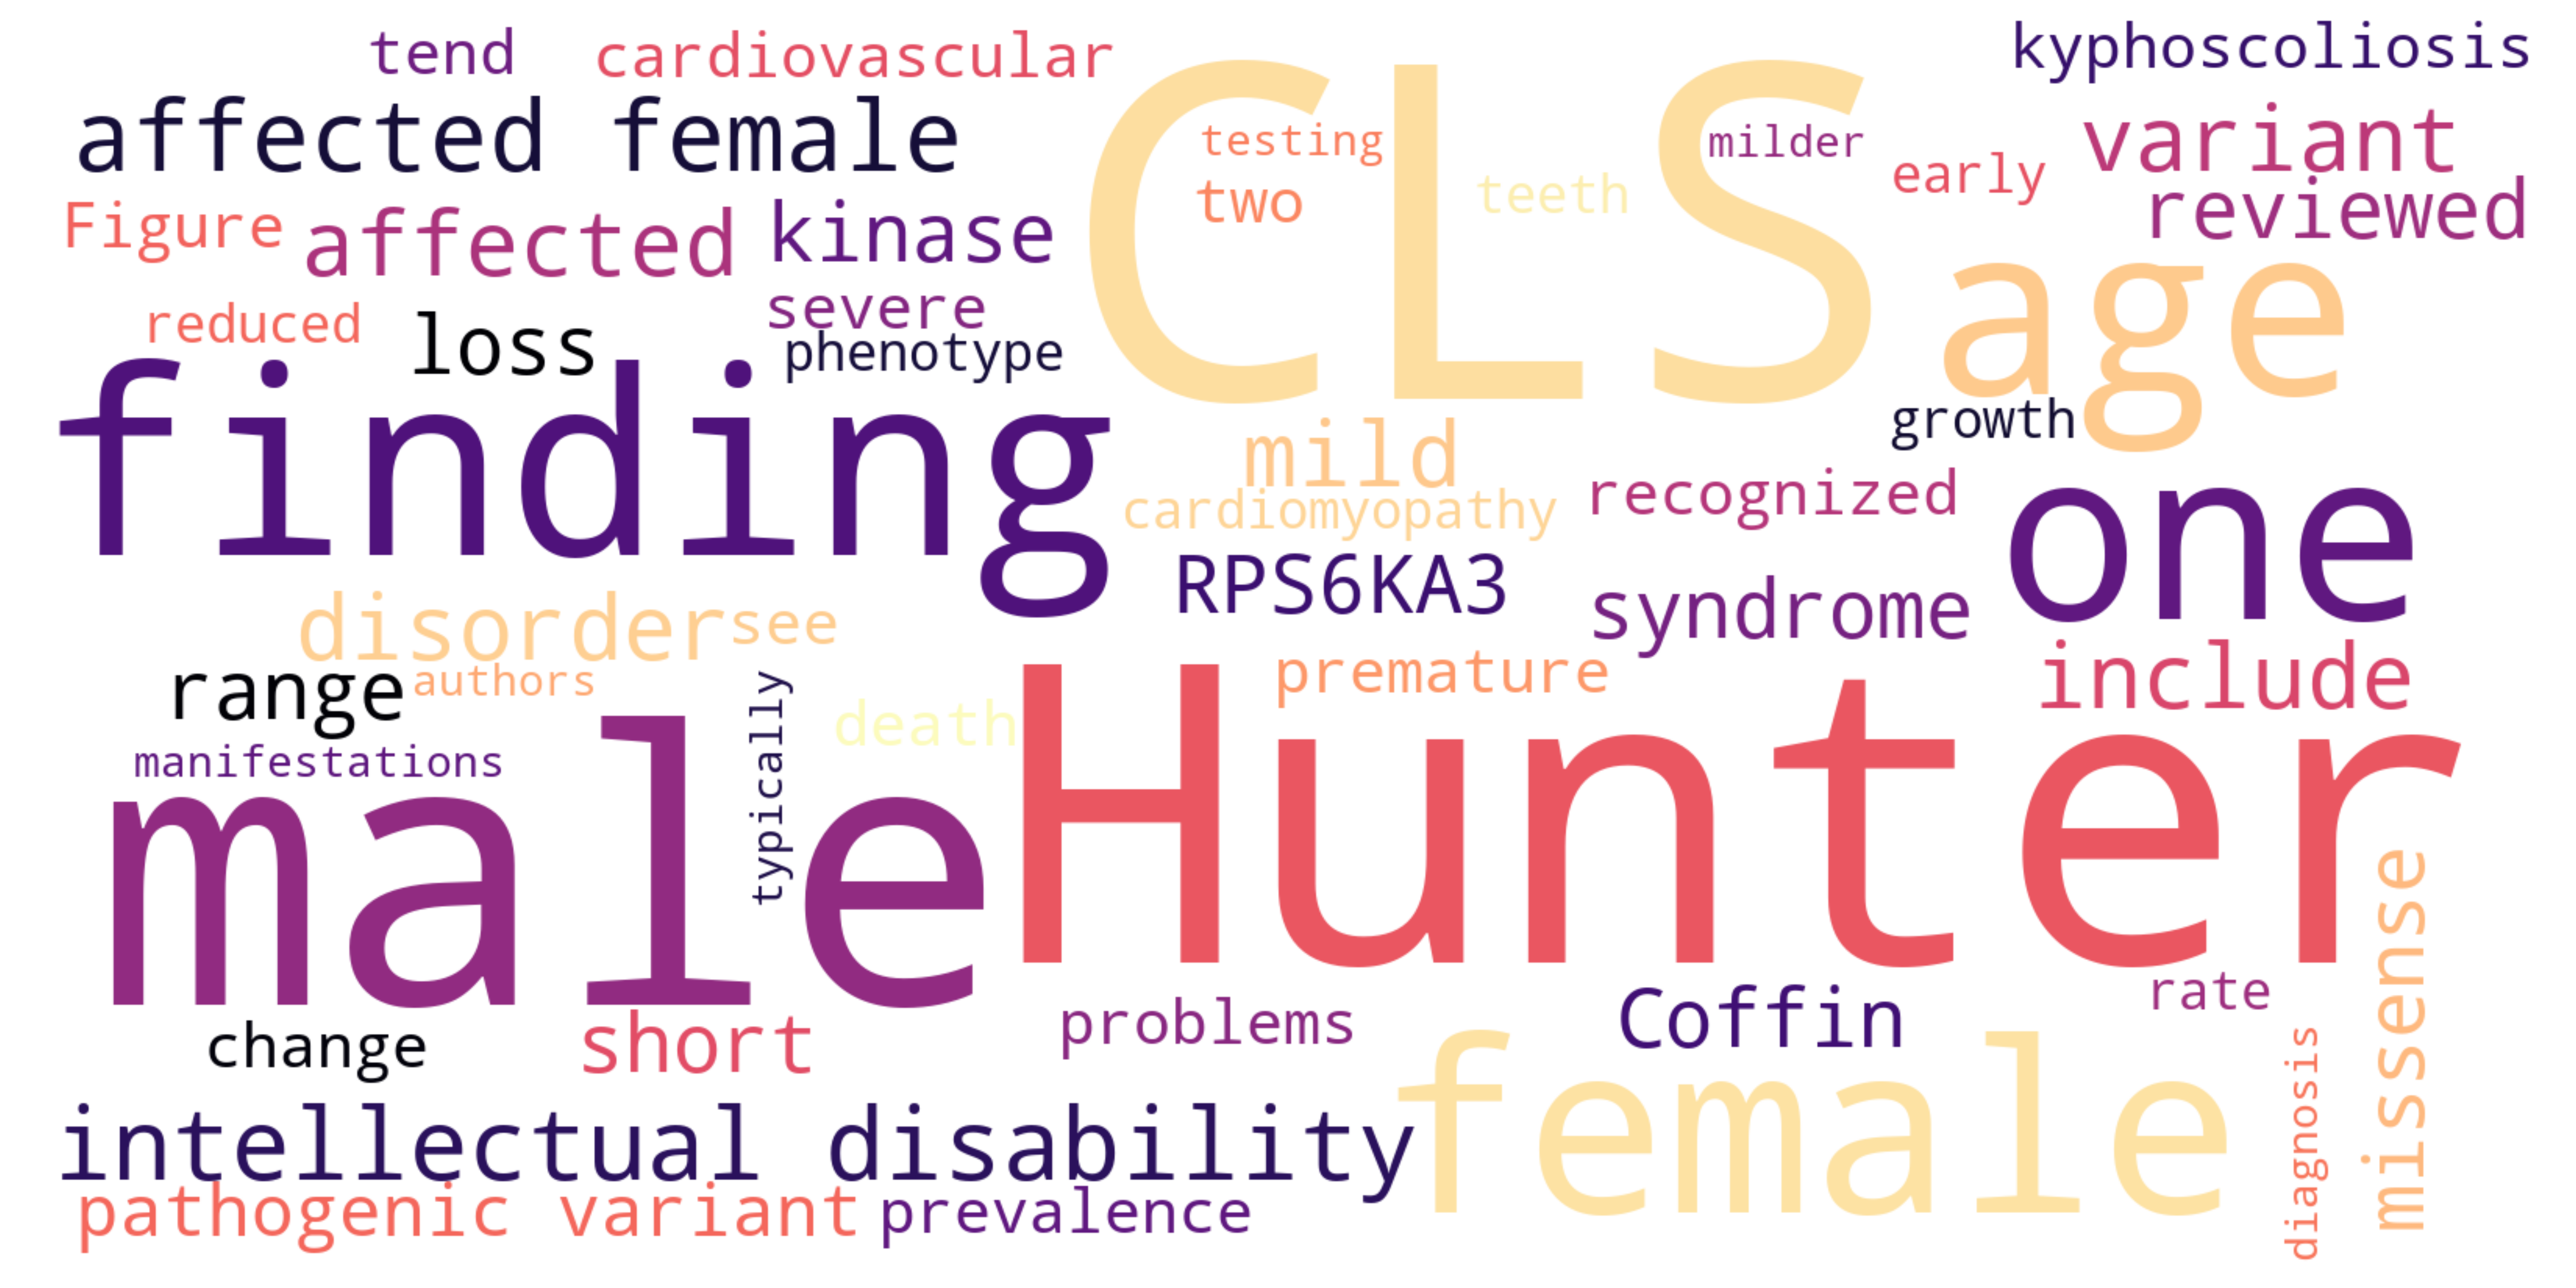 tend
cardiovascular
kyphoscoliosis
affected female
CLS
testing
milder
variant
early
two
teeth
reviewed
Figure
affected
kinase
age
reduced
loss
severe
phenotype
finding
growth
mild
cardiomyopathy
recognized
one
RPS6KA3
syndrome
disorder
see
range
authors
typically
death
premature
include
manifestations
male
Hunter
missense
change
short
problems
Coffin
rate
female
diagnosis
intellectual disability
pathogenic variant
prevalence